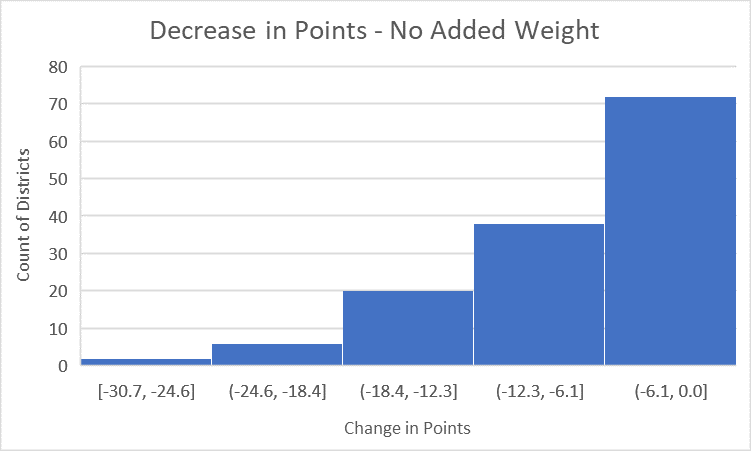 Decrease in Points - No Added Weight
80
70
60
50
40
30
20
10
0
Count of Districts
[-30.7, -24.6] (-24.6, -18.4] (-18.4, -12.3] (-12.3, -6.1] (-6.1, 0.0]
Change in Points